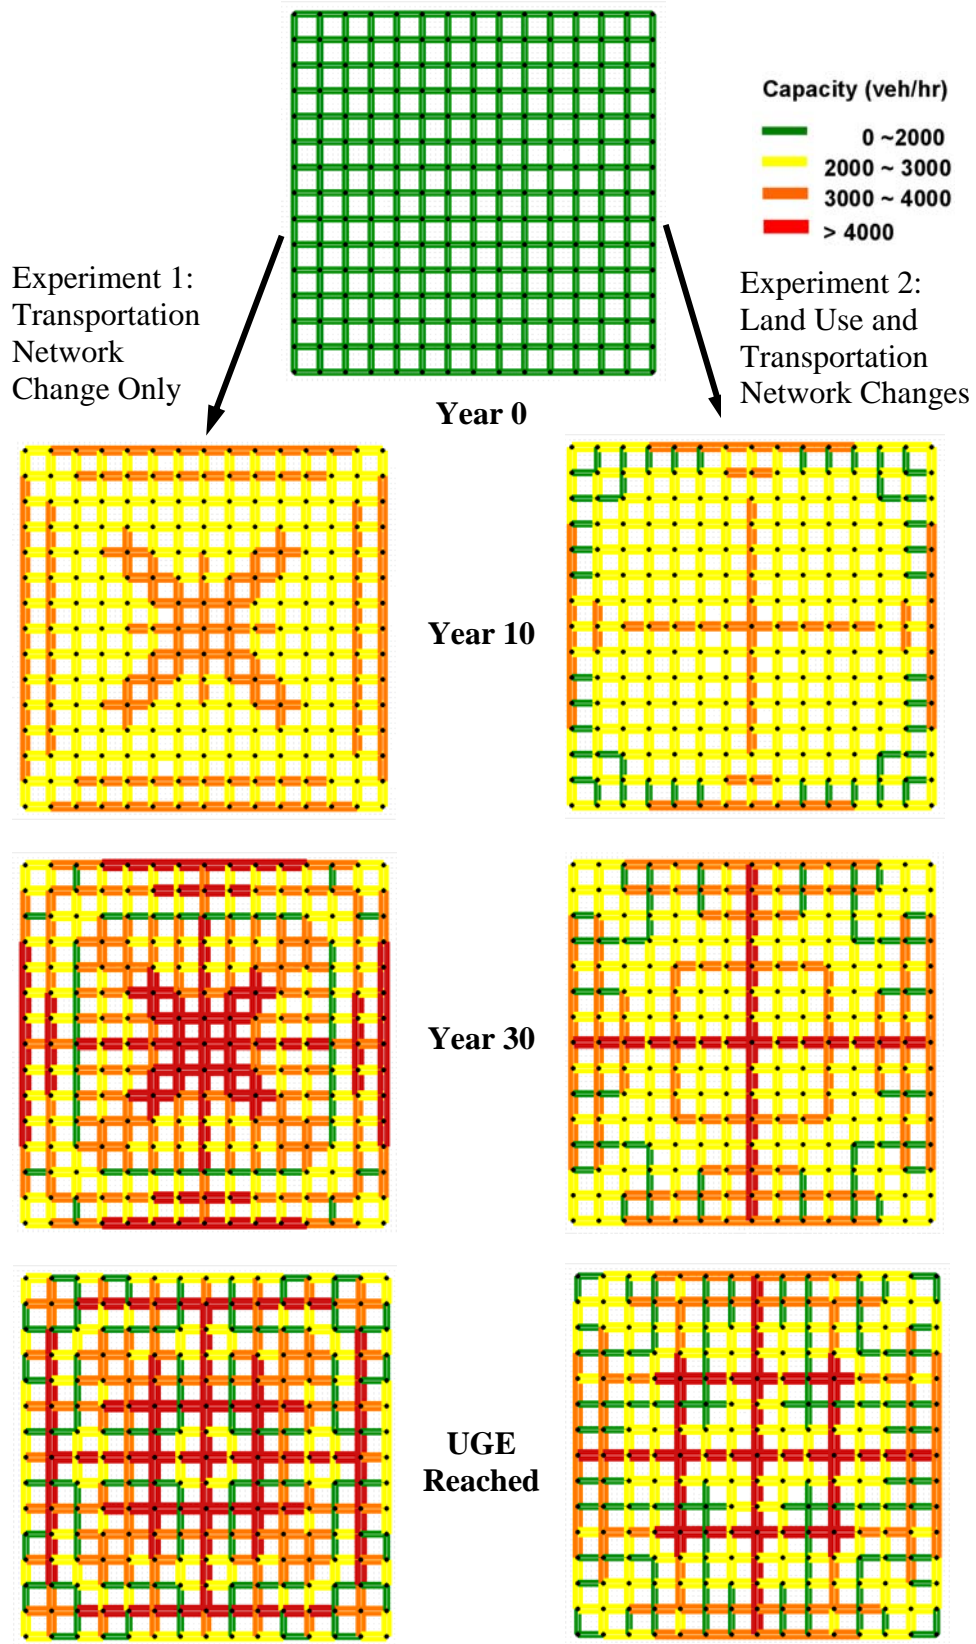 Capacity (veh/hr)
0 ~2000
2000 ~ 3000
3000 ~ 4000
> 4000
Experiment 1:
Transportation
Network
Change Only
Experiment 2:
Land Use and
Transportation
Network Changes
Year 0
Year 10
Year 30
UGE
Reached